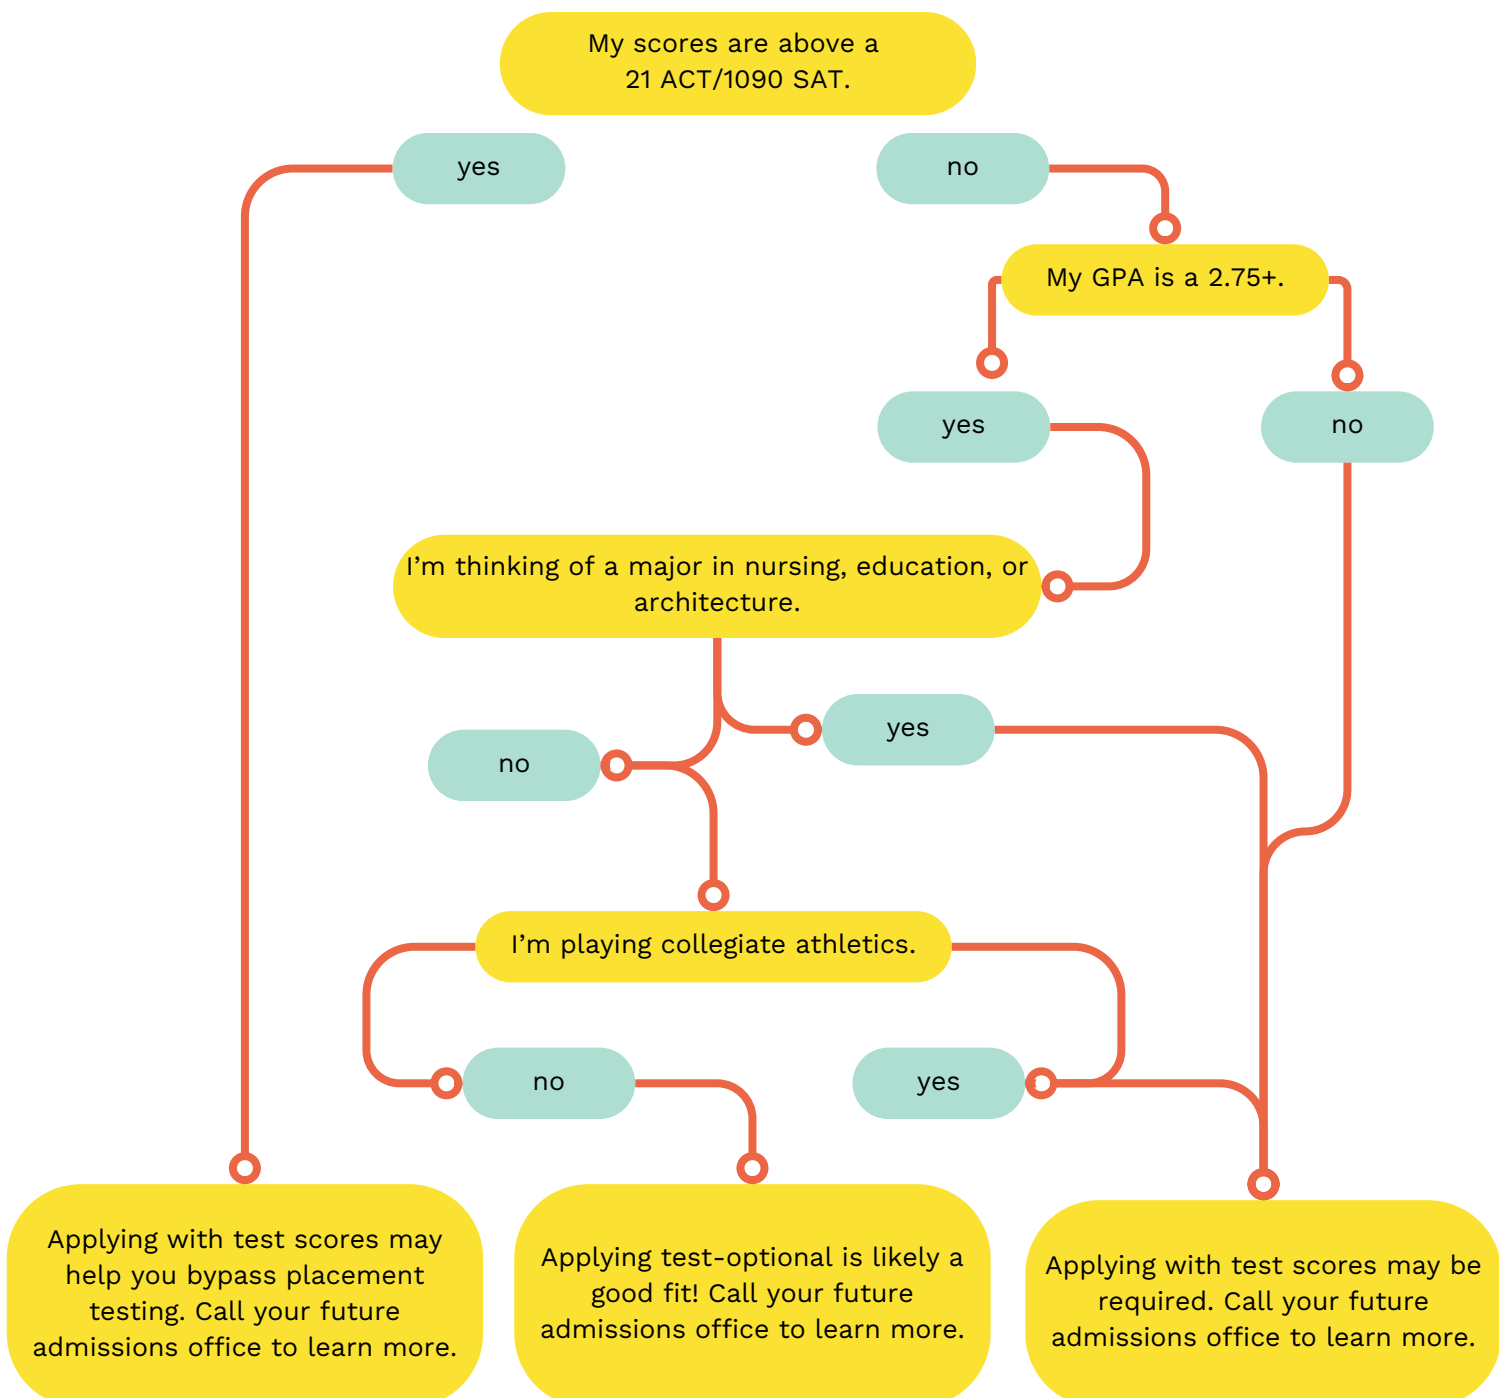 My scores are above a
21 ACT/1090 SAT.
yes
no
My GPA is a 2.75+.
yes
no
I’m thinking of a major in nursing, education, or
architecture.
yes
no
I’m playing collegiate athletics.
no
yes
Applying with test scores may
help you bypass placement
testing. Call your future
admissions office to learn more.
Applying test-optional is likely a
good fit! Call your future
admissions office to learn more.
Applying with test scores may be
required. Call your future
admissions office to learn more.